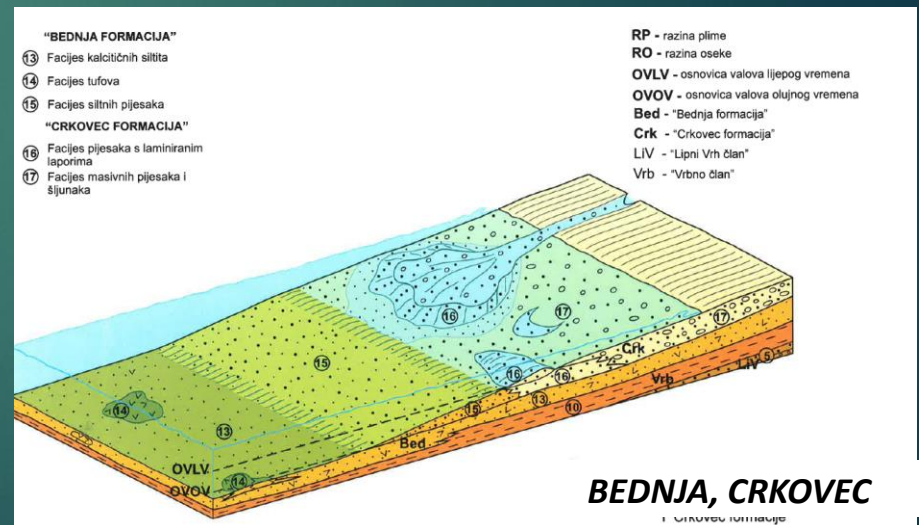 "BEDNJA FORMACIJA"
13 Facijes kalcitičnih siltita
14 Facijes tufova
15 Facijes siltnih pijesaka
"CRKOVEC FORMACIJA"
16 Facijes pijesaka s laminiranim
laporima
17 Facijes masivnih pijesaka i
šljunaka
RP - razina plime
RO - razina oseke
OVLV - osnovica valova lijepog vremena
OVOV - osnovica valova olujnog vremena
Bed - "Bednja formacija"
Crk - "Crkovec formacija"
LiV - "Lipni Vrh član"
Vrb - "Vrbno član"
16
17
17
15
Crk
16
16
LiV
5
Vrb
13
10
15
14
13
Bed
OVLV
14
OVOV
BEDNJA, CRKOVEC
Crkovec formacije